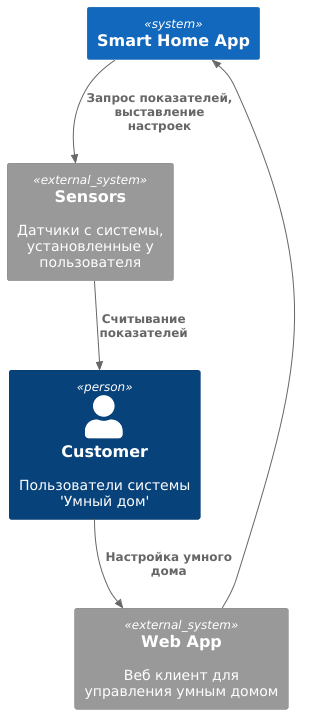 «system»
Smart Home App
Запрос показателей,
выставление
настроек
«external_system»
Sensors
Датчики с системы,
установленные у
пользователя
Считывание
показателей
«person»
Customer
Пользователи системы
'Умный дом'
Настройка умного
дома
«external_system»
Web App
Веб клиент для
управления умным домом